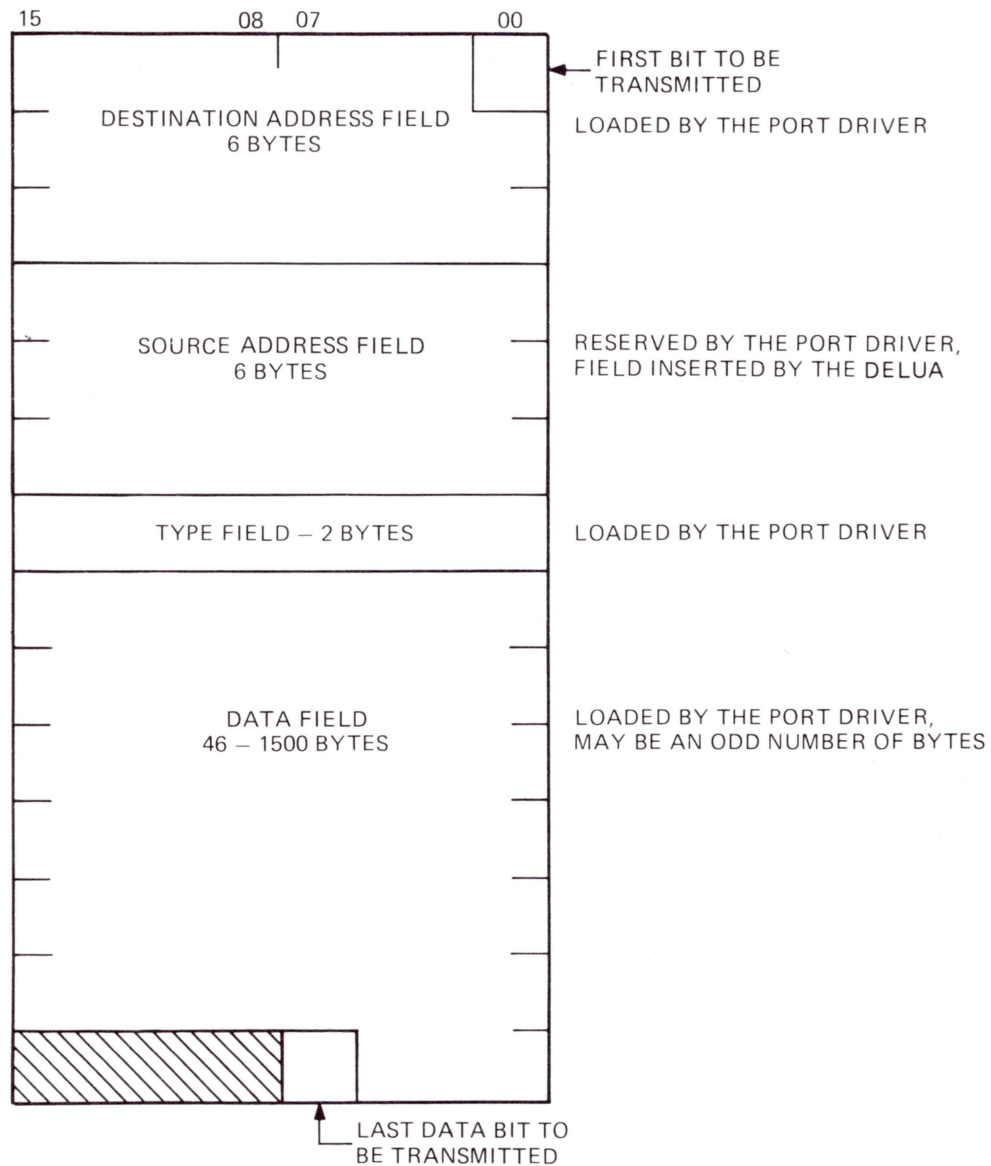 15 08 07 00
FIRST BIT TO BE
TRANSMITTED
DESTINATION ADDRESS FIELD
6 BYTES
LOADED BY THE PORT DRIVER
SOURCE ADDRESS FIELD
6 BYTES
RESERVED BY THE PORT DRIVER,
FIELD INSERTED BY THE DELUA
TYPE FIELD – 2 BYTES
LOADED BY THE PORT DRIVER
DATA FIELD
46 – 1500 BYTES
LOADED BY THE PORT DRIVER,
MAY BE AN ODD NUMBER OF BYTES
LAST DATA BIT TO
BE TRANSMITTED